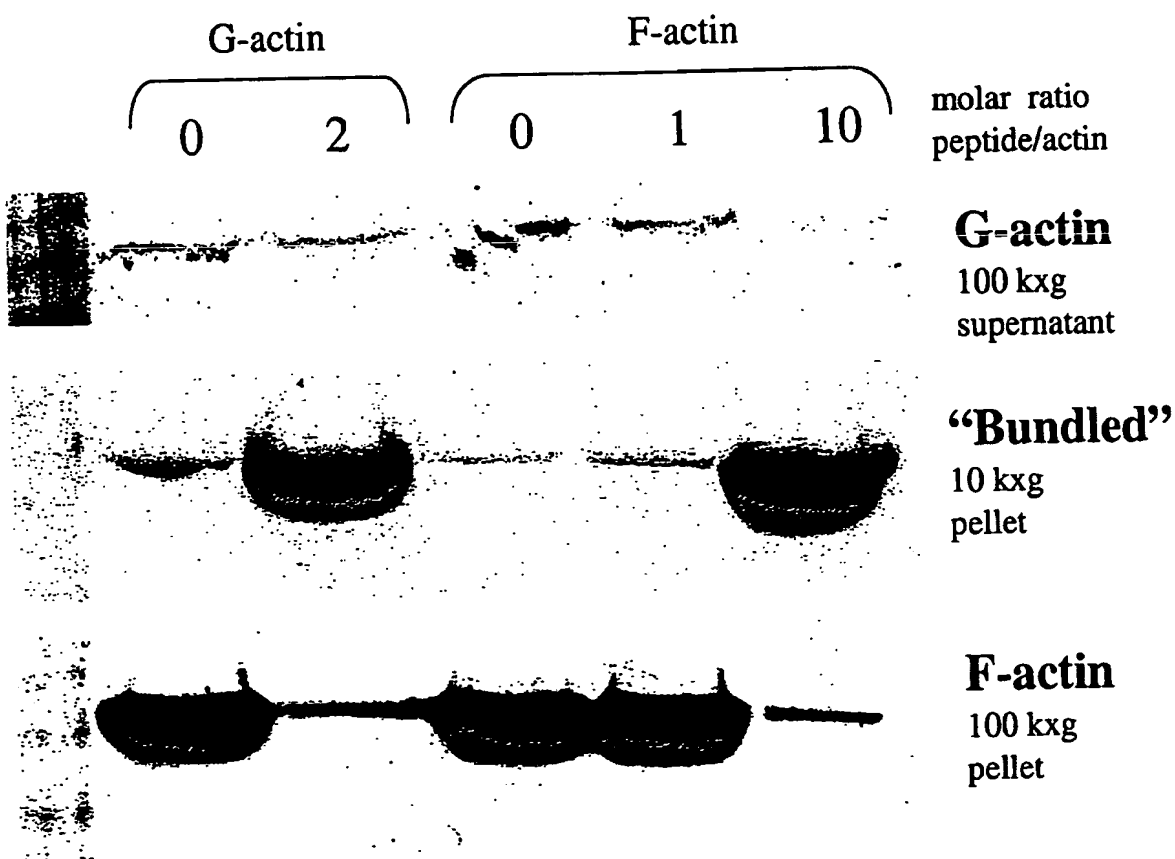 G-actin
F-actin
0 2 0 1 10
molar ratio
peptide/actin
G-actin
100 kxg
supernatant
“Bundled”
10 kxg
pellet
F-actin
100 kxg
pellet